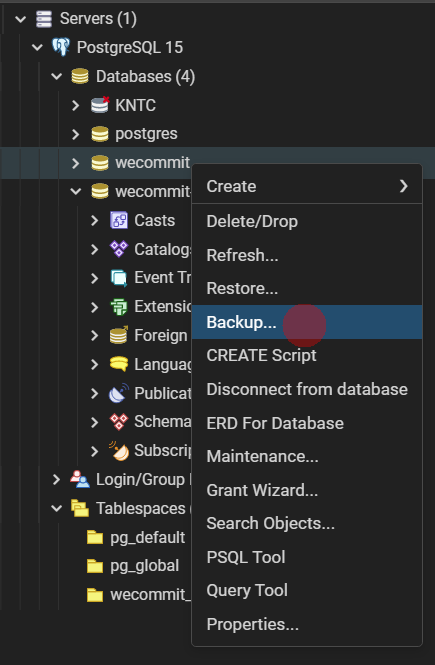 Servers (1)
PostgreSQL 15
Databases (4)
KNTC
postgres
wecommit
wecommit
Casts
Catalogs
Event Tr
Extensio
Foreign
Languag
Publicat
Schema
Subscrip
Login/Group
Tablespaces (
pg_default
pg_global
wecommit_
Create
Delete/Drop
Refresh...
Restore...
Backup...
CREATE Script
Disconnect from database
ERD For Database
Maintenance...
Grant Wizard...
Search Objects...
PSQL Tool
Query Tool
Properties...